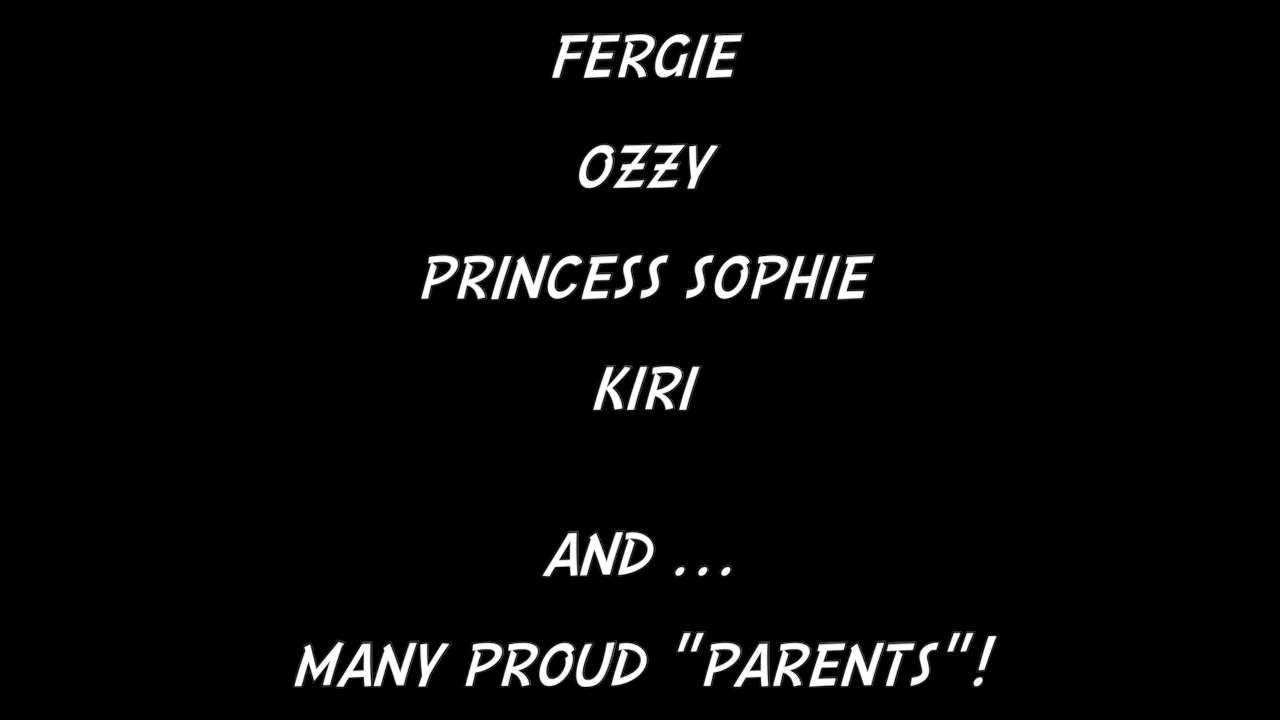 FERGIE
OZZY
PRINCESS SOPHIE
KIRI
AND ...
MANY PROUD "PARENTS"!